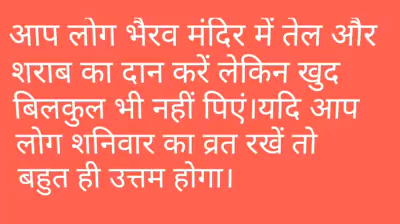 आप लोग भैरव मंदिर में तेल और
शराब का दान करें लेकिन खुद
बिलकुल भी नहीं पिएं।यदि आप
लोग शनिवार का व्रत रखें तो
बहुत ही उत्तम होगा।